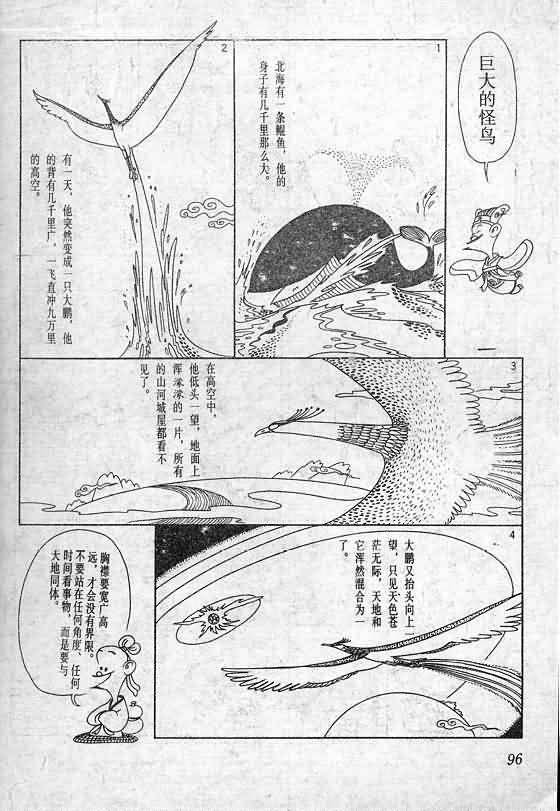 巨大的怪鸟
1
北海有一条鲲鱼，他的
身子有几千里那么大。
2
有一天，他突然变成一只大鹏，他
的背有几千里广，一飞直冲九万里
的高空。
3
在高空中，
他低头一望，地面上
浑濛濛的一片，所有
的山河城屋都看不
见了。
4
大鹏又抬头向上
望，只见天色苍
茫无际，天地和
它浑然混合为一
了。
胸襟要宽广高
远，才会没有界限。
不要站在任何角度、任何
时间看事物，而是要与
天地同体。
96